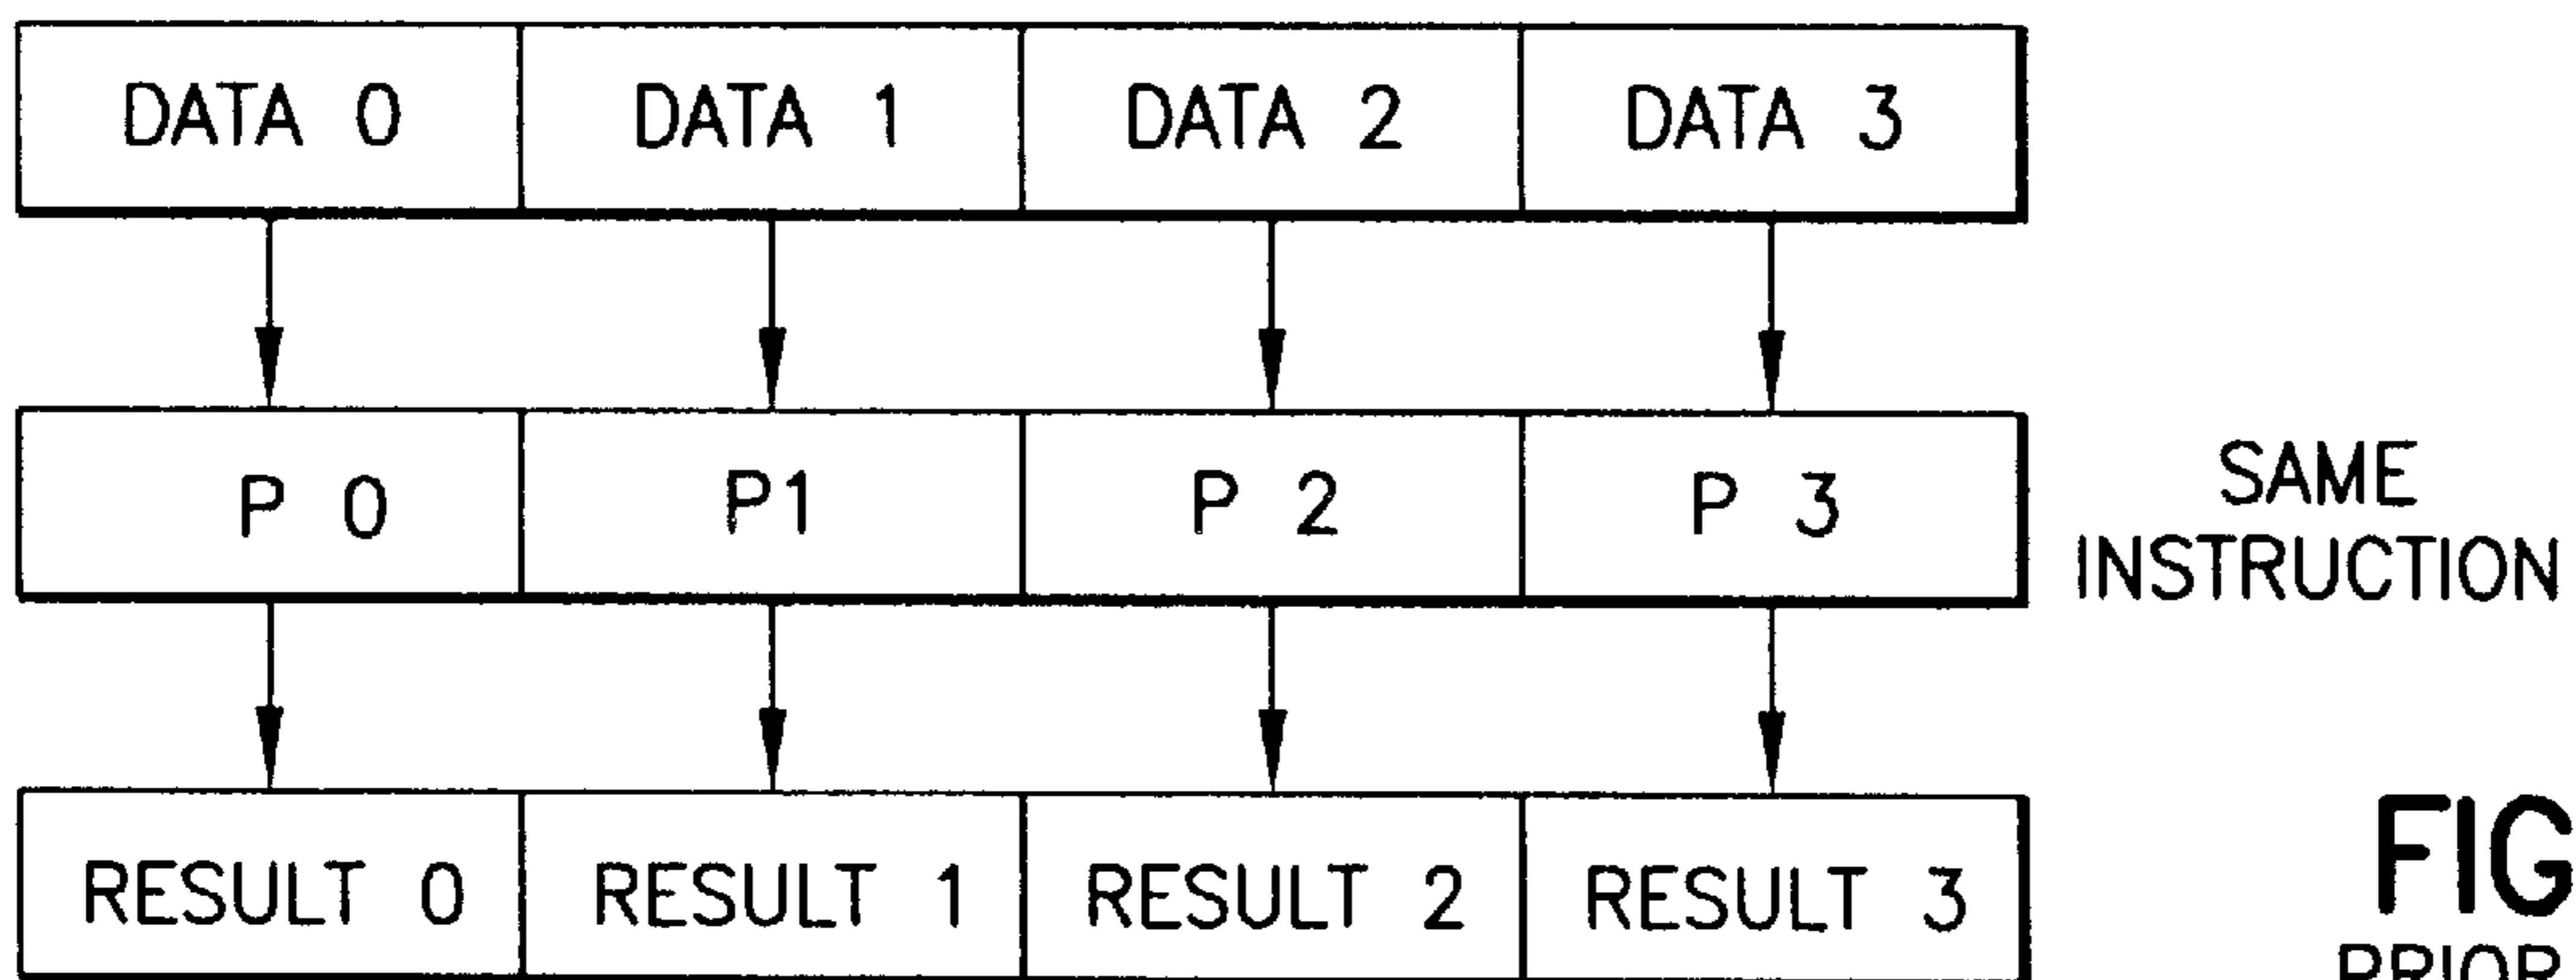 DATA 0 DATA 1 DATA 2 DATA 3
P 0 P1 P 2 P 3
SAME
INSTRUCTION
RESULT 0 RESULT 1 RESULT 2 RESULT 3
FIG
PRIOR